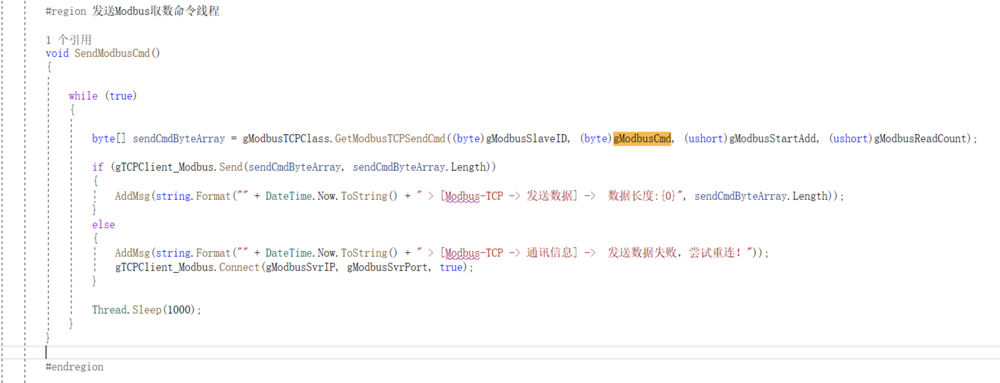 #region 发送Modbus取数命令线程
1 个引用
void SendModbusCmd()
{
while (true)
{
byte[] sendCmdByteArray = gModbusTCPClass.GetModbusTCPSendCmd((byte)gModbusSlaveID, (byte)gModbusCmd, (ushort)gModbusStartAdd, (ushort)gModbusReadCount);
if (gTCPClient_Modbus.Send(sendCmdByteArray, sendCmdByteArray.Length))
{
AddMsg(string.Format("" + DateTime.Now.ToString() + " > [Modbus-TCP -> 发送数据] ->  数据长度:{0}", sendCmdByteArray.Length));
}
else
{
AddMsg(string.Format("" + DateTime.Now.ToString() + " > [Modbus-TCP -> 通讯信息] ->  发送数据失败，尝试重连！"));
gTCPClient_Modbus.Connect(gModbusSvrIP, gModbusSvrPort, true);
}
Thread.Sleep(1000);
}
}
#endregion